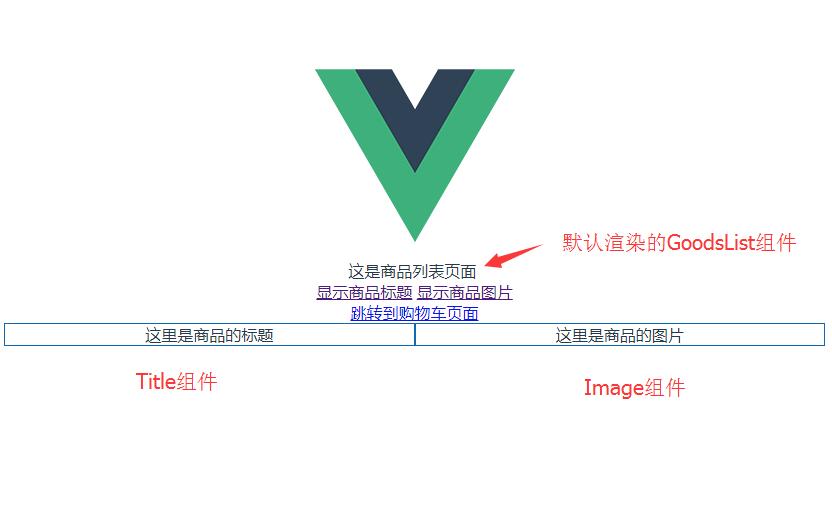 默认渲染的GoodsList组件
这是商品列表页面
显示商品标题 显示商品图片
跳转到购物车页面
这里是商品的标题
这里是商品的图片
Title组件
Image组件